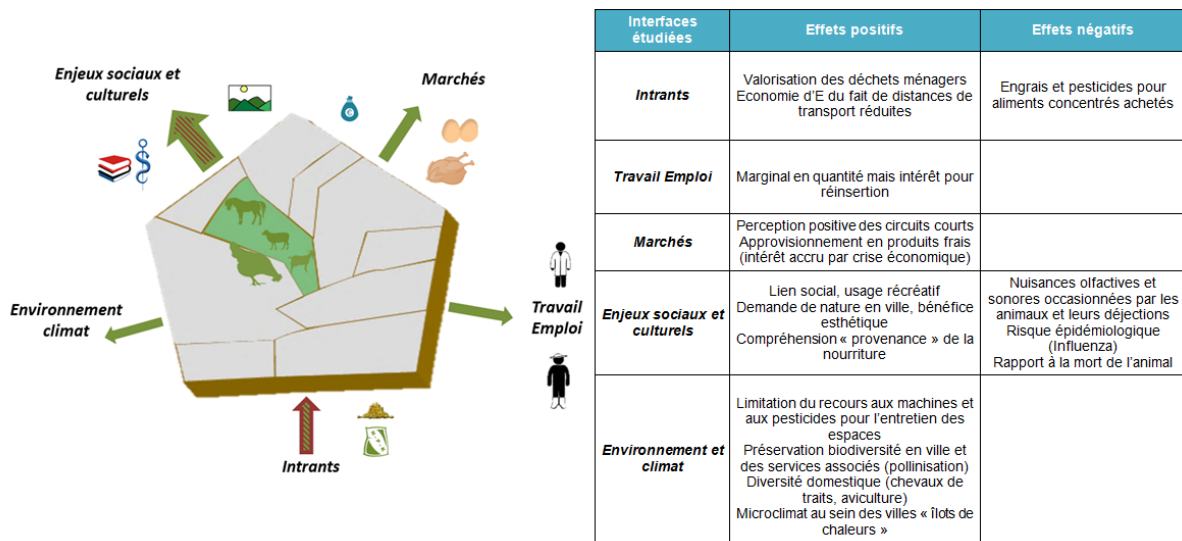 Enjeux sociaux et
culturels
Marchés
€
Environnement
climat
Travail
Emploi
Intrants
Interfaces
étudiées
Effets positifs
Effets négatifs
Intrants
Valorisation des déchets ménagers
Economie d'E du fait de distances de
transport réduites
Engrais et pesticides pour
aliments concentrés achetés
Travail Emploi
Marginal en quantité mais intérêt pour
réinsertion
Marchés
Perception positive des circuits courts
Approvisionnement en produits frais
(intérêt accru par crise économique)
Enjeux sociaux et
culturels
Lien social, usage récréatif
Demande de nature en ville, bénéfice
esthétique
Compréhension « provenance » de la
nourriture
Nuisances olfactives et
sonores occasionnées par les
animaux et leurs déjections
Risque épidémiologique
(Influenza)
Rapport à la mort de l'animal
Environnement et
climat
Limitation du recours aux machines et
aux pesticides pour l'entretien des
espaces
Préservation biodiversité en ville et
des services associés (pollinisation)
Diversité domestique (chevaux de
traits, aviculture)
Microclimat au sein des villes « îlots de
chaleurs »